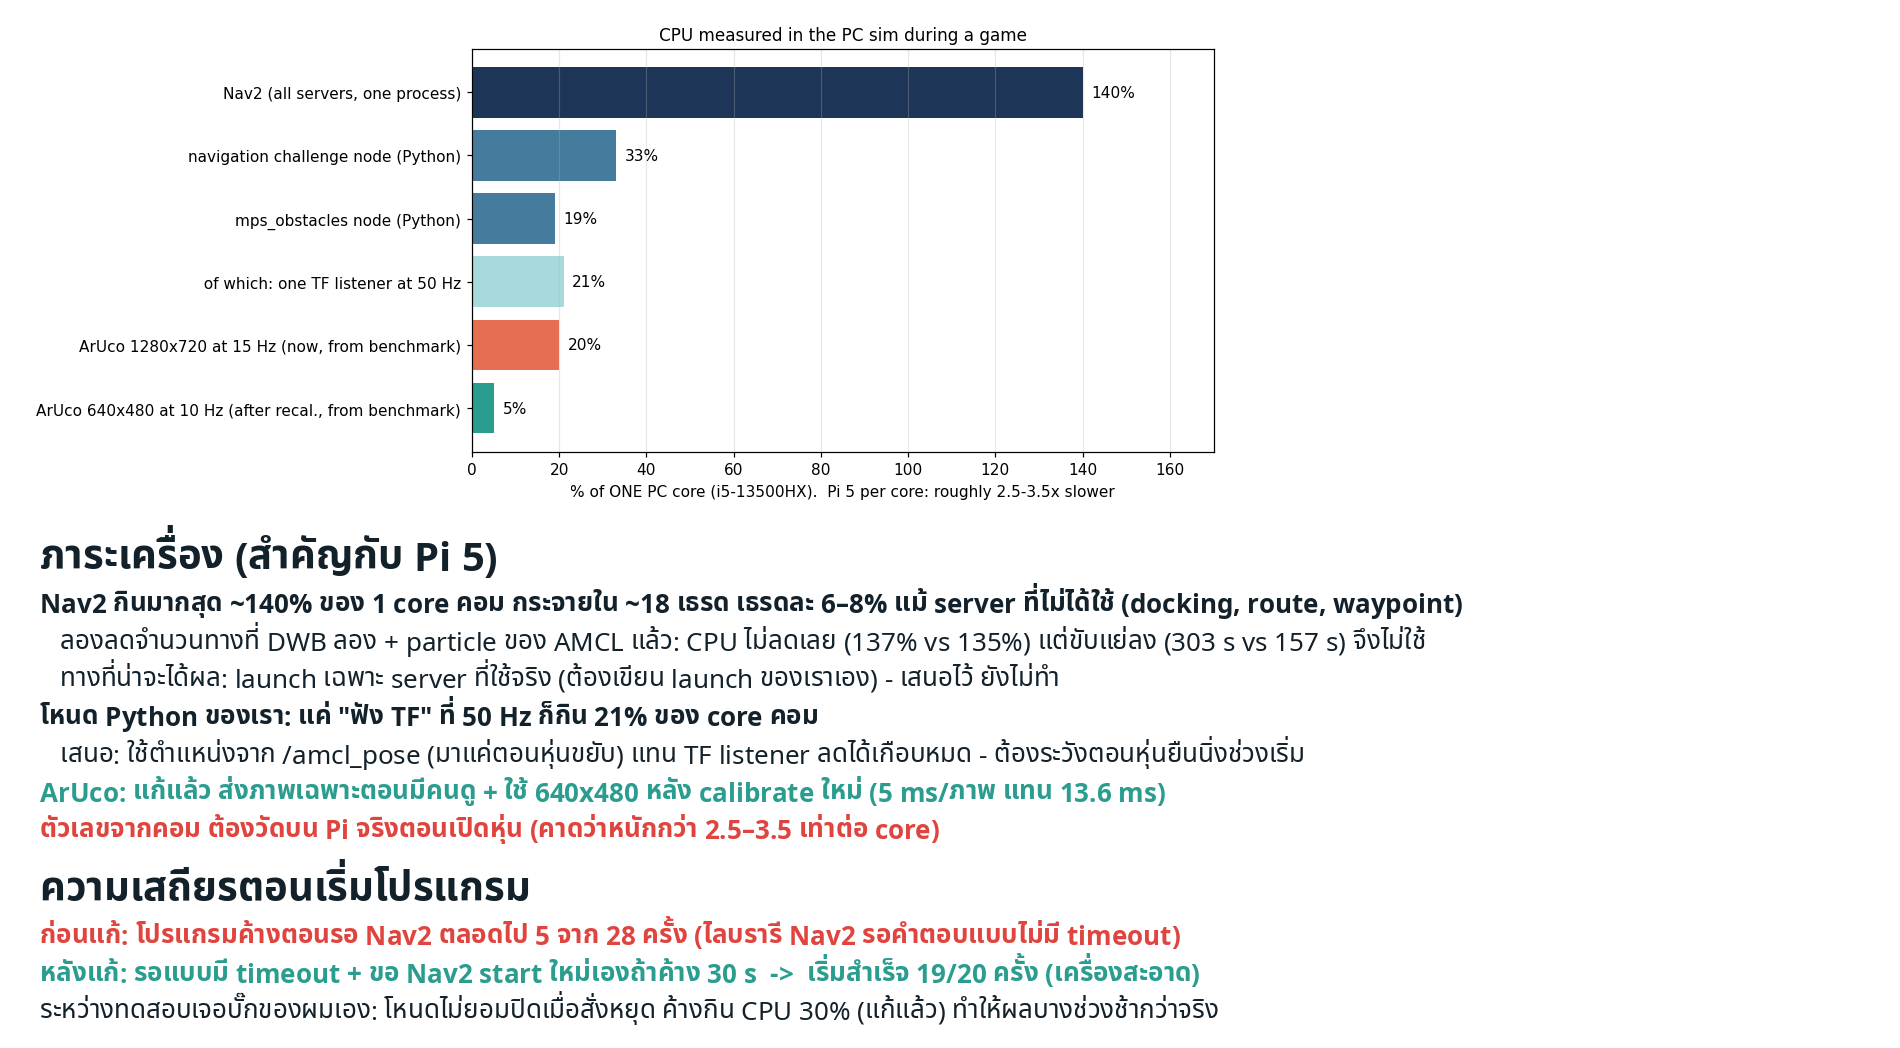 CPU measured in the PC sim during a game
Nav2 (all servers, one process)
140%
navigation challenge node (Python)
33%
mps_obstacles node (Python)
19%
of which: one TF listener at 50 Hz
21%
ArUco 1280x720 at 15 Hz (now, from benchmark)
20%
ArUco 640x480 at 10 Hz (after recal., from benchmark)
5%
0 20 40 60 80 100 120 140 160
% of ONE PC core (i5-13500HX).  Pi 5 per core: roughly 2.5-3.5x slower
ภาระเครื่อง (สำคัญกับ Pi 5)
Nav2 กินมากสุด ~140% ของ 1 core คอม กระจายใน ~18 เธรด เธรดละ 6–8% แม้ server ที่ไม่ได้ใช้ (docking, route, waypoint)
ลองลดจำนวนทางที่ DWB ลอง + particle ของ AMCL แล้ว: CPU ไม่ลดเลย (137% vs 135%) แต่ขับแย่ลง (303 s vs 157 s) จึงไม่ใช้
ทางที่น่าจะได้ผล: launch เฉพาะ server ที่ใช้จริง (ต้องเขียน launch ของเราเอง) - เสนอไว้ ยังไม่ทำ
โหนด Python ของเรา: แค่ "ฟัง TF" ที่ 50 Hz ก็กิน 21% ของ core คอม
เสนอ: ใช้ตำแหน่งจาก /amcl_pose (มาแค่ตอนหุ่นขยับ) แทน TF listener ลดได้เกือบหมด - ต้องระวังตอนหุ่นยืนนิ่งช่วงเริ่ม
ArUco: แก้แล้ว ส่งภาพเฉพาะตอนมีคนดู + ใช้ 640x480 หลัง calibrate ใหม่ (5 ms/ภาพ แทน 13.6 ms)
ตัวเลขจากคอม ต้องวัดบน Pi จริงตอนเปิดหุ่น (คาดว่าหนักกว่า 2.5–3.5 เท่าต่อ core)
ความเสถียรตอนเริ่มโปรแกรม
ก่อนแก้: โปรแกรมค้างตอนรอ Nav2 ตลอดไป 5 จาก 28 ครั้ง (ไลบรารี Nav2 รอคำตอบแบบไม่มี timeout)
หลังแก้: รอแบบมี timeout + ขอ Nav2 start ใหม่เองถ้าค้าง 30 s  ->  เริ่มสำเร็จ 19/20 ครั้ง (เครื่องสะอาด)
ระหว่างทดสอบเจอบั๊กของผมเอง: โหนดไม่ยอมปิดเมื่อสั่งหยุด ค้างกิน CPU 30% (แก้แล้ว) ทำให้ผลบางช่วงช้ากว่าจริง